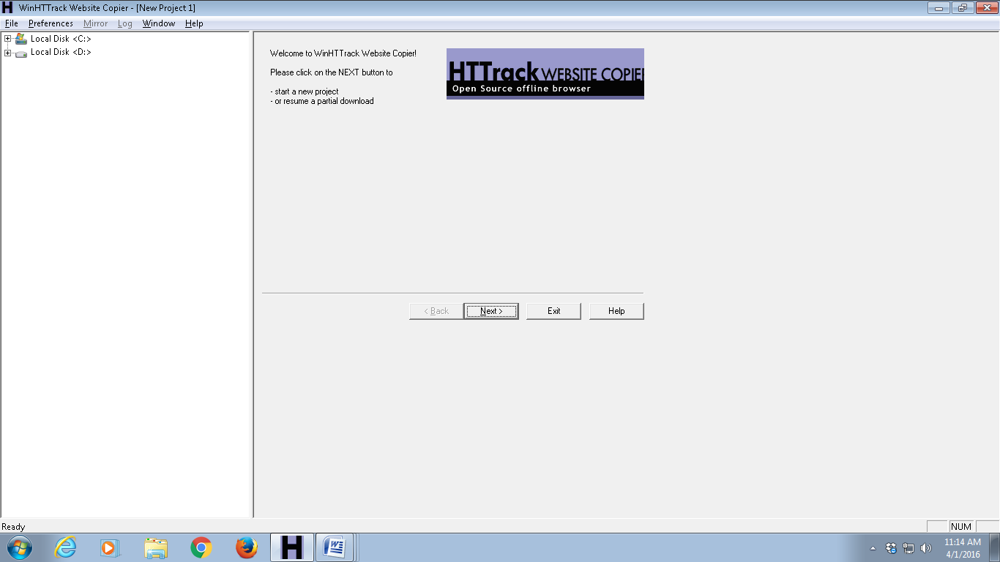 WinHTTrack Website Copier - [New Project 1]
File Preferences Mirror Log Window Help
Local Disk <C:>
Local Disk <D:>
Welcome to WinHTTrack Website Copier!
Please click on the NEXT button to
- start a new project
- or resume a partial download
HTTrack WEBSITE COPIER
Open Source offline browser
< Back Next > Exit Help
Ready
NUM
11:14 AM
4/1/2016